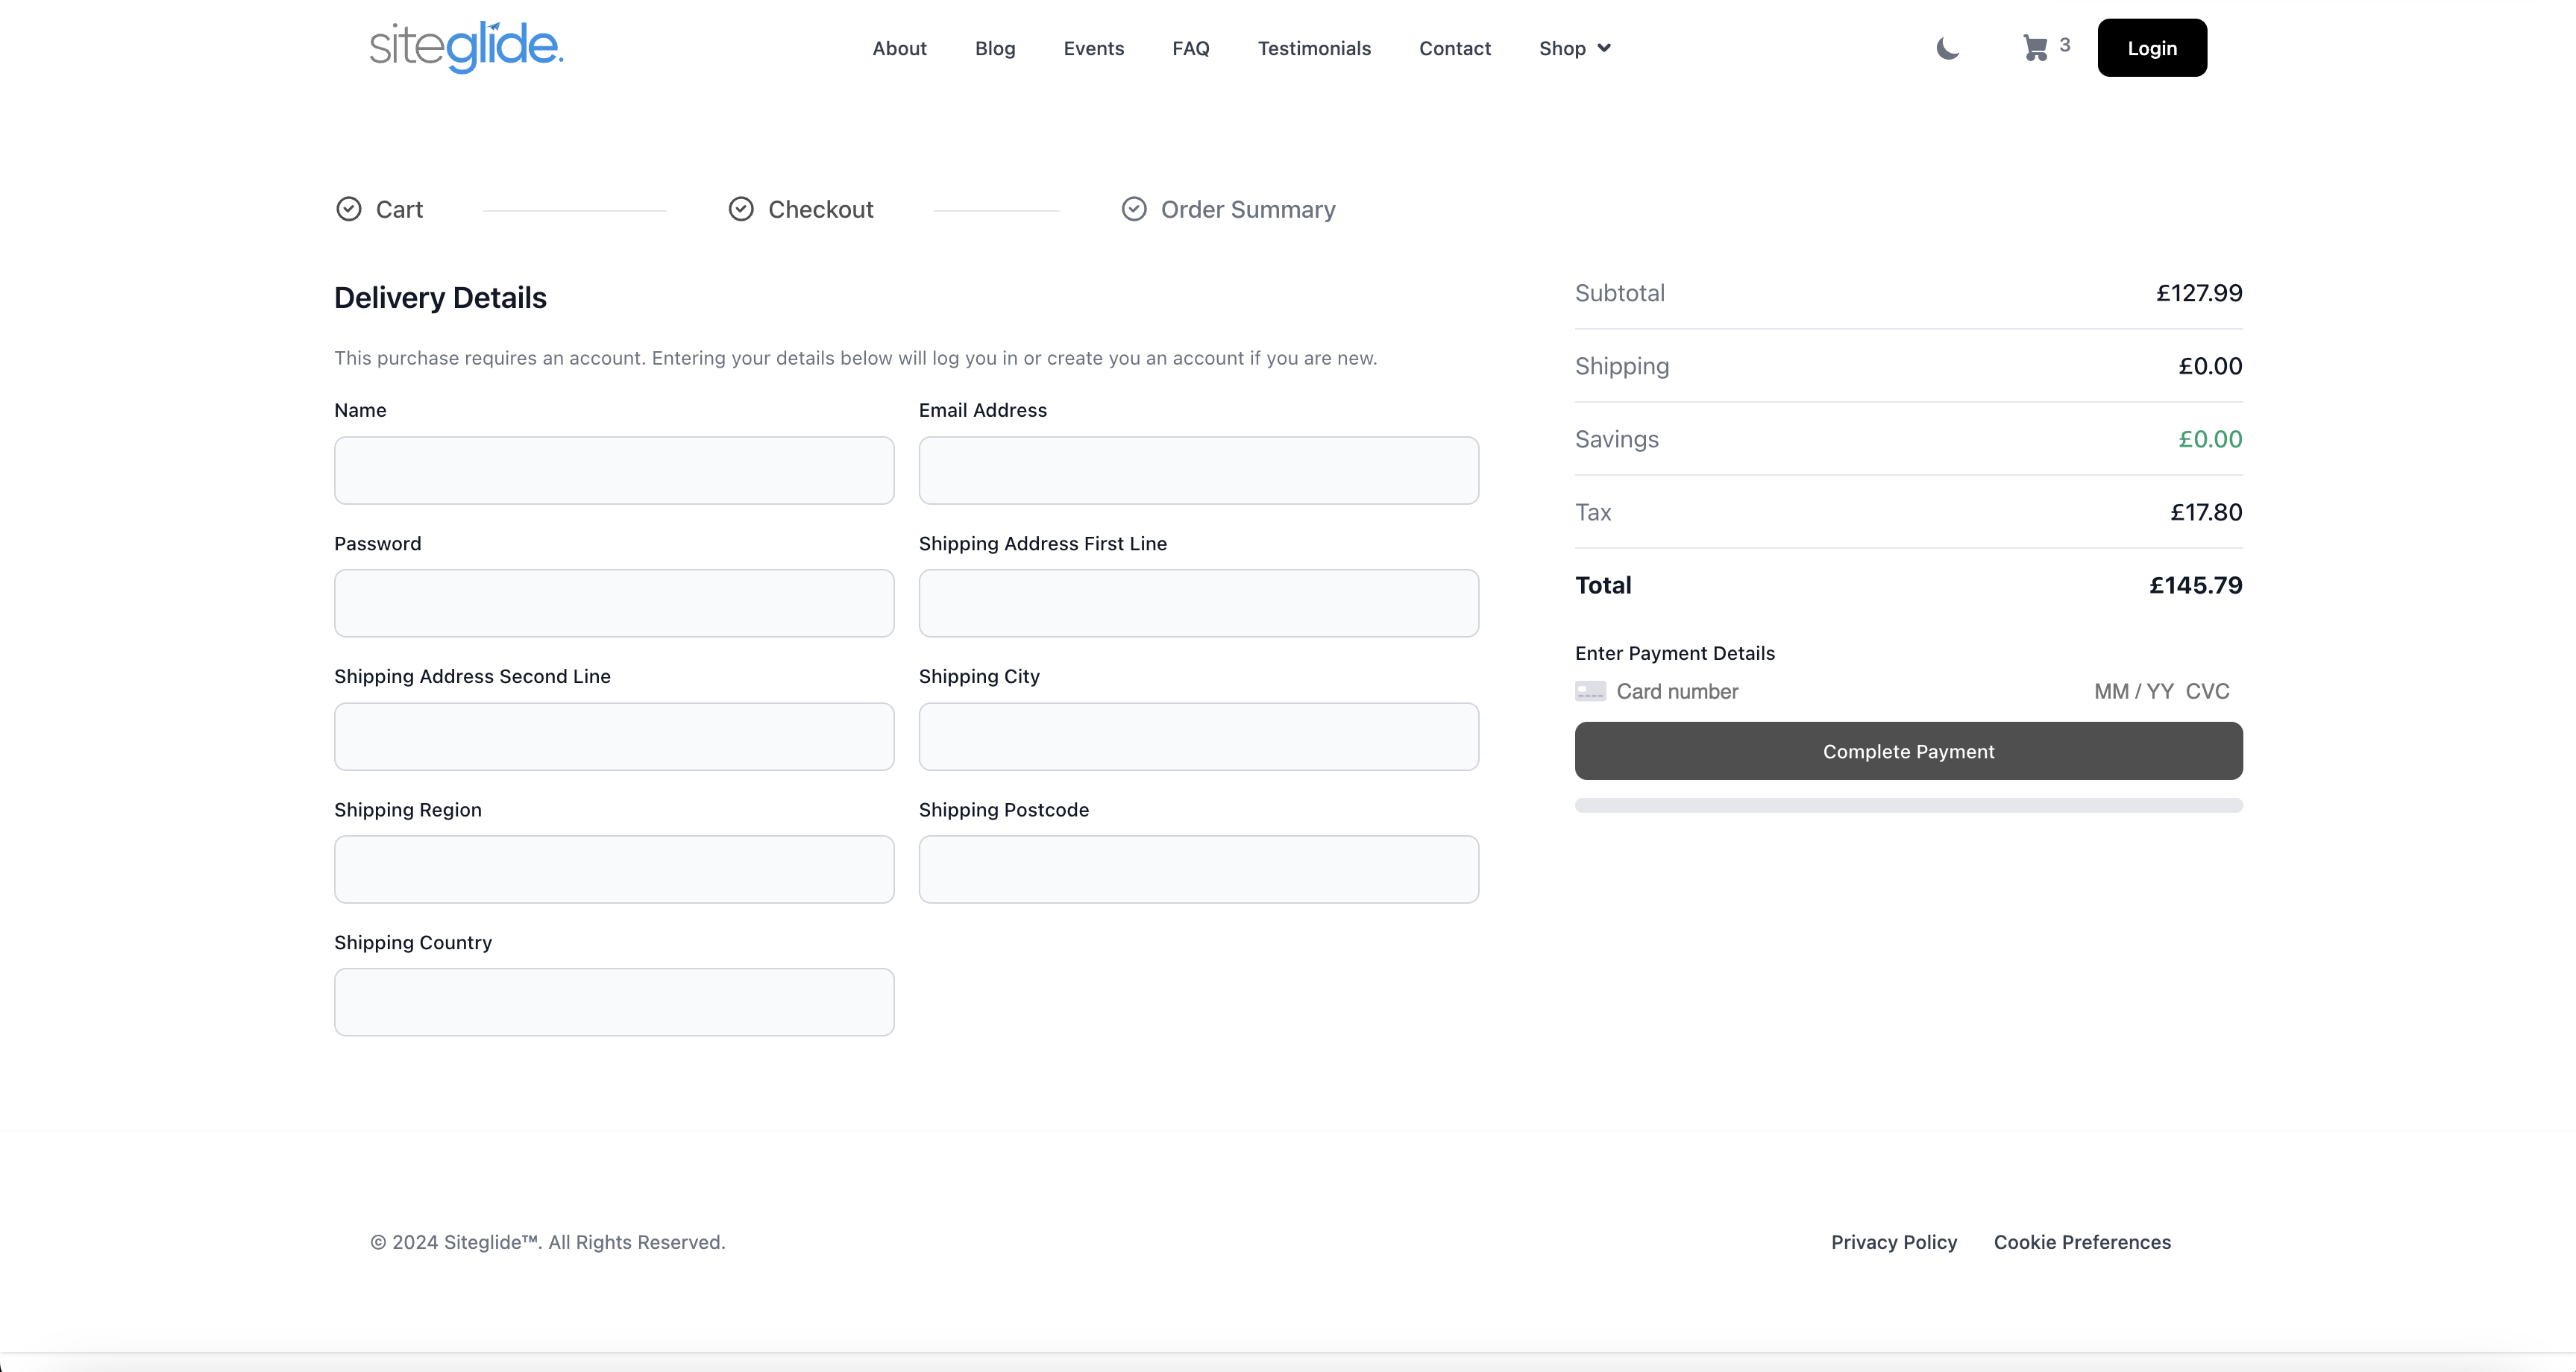 siteglide.
About Blog Events FAQ Testimonials Contact Shop 3 Login
Cart Checkout Order Summary
Delivery Details
This purchase requires an account. Entering your details below will log you in or create you an account if you are new.
Name Email Address
Password Shipping Address First Line
Shipping Address Second Line Shipping City
Shipping Region Shipping Postcode
Shipping Country
Subtotal £127.99
Shipping £0.00
Savings £0.00
Tax £17.80
Total £145.79
Enter Payment Details
Card number MM / YY CVC
Complete Payment
© 2024 Siteglide™. All Rights Reserved. Privacy Policy Cookie Preferences